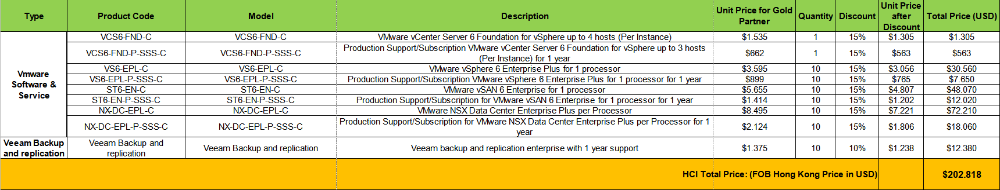 Type Product Code Model Description Unit Price for Gold Partner Quantity Discount Unit Price after Discount Total Price (USD)
Vmware Software & Service
VCS6-FND-C VCS6-FND-C VMware vCenter Server 6 Foundation for vSphere up to 4 hosts (Per Instance) $1.535 1 15% $1.305 $1.305
VCS6-FND-P-SSS-C VCS6-FND-P-SSS-C Production Support/Subscription VMware vCenter Server 6 Foundation for vSphere up to 3 hosts (Per Instance) for 1 year $662 1 15% $563 $563
VS6-EPL-C VS6-EPL-C VMware vSphere 6 Enterprise Plus for 1 processor $3.595 10 15% $3.056 $30.560
VS6-EPL-P-SSS-C VS6-EPL-P-SSS-C Production Support/Subscription VMware vSphere 6 Enterprise Plus for 1 processor for 1 year $899 10 15% $765 $7.650
ST6-EN-C ST6-EN-C VMware vSAN 6 Enterprise for 1 processor $5.655 10 15% $4.807 $48.070
ST6-EN-P-SSS-C ST6-EN-P-SSS-C Production Support/Subscription for VMware vSAN 6 Enterprise for 1 processor for 1 year $1.414 10 15% $1.202 $12.020
NX-DC-EPL-C NX-DC-EPL-C VMware NSX Data Center Enterprise Plus per Processor $8.495 10 15% $7.221 $72.210
NX-DC-EPL-P-SSS-C NX-DC-EPL-P-SSS-C Production Support/Subscription for VMware NSX Data Center Enterprise Plus per Processor for 1 year $2.124 10 15% $1.806 $18.060
Veeam Backup and replication Veeam Backup and replication Veeam Backup and replication Veeam backup and replication enterprise with 1 year support $1.375 10 10% $1.238 $12.380
HCI Total Price: (FOB Hong Kong Price in USD) $202.818